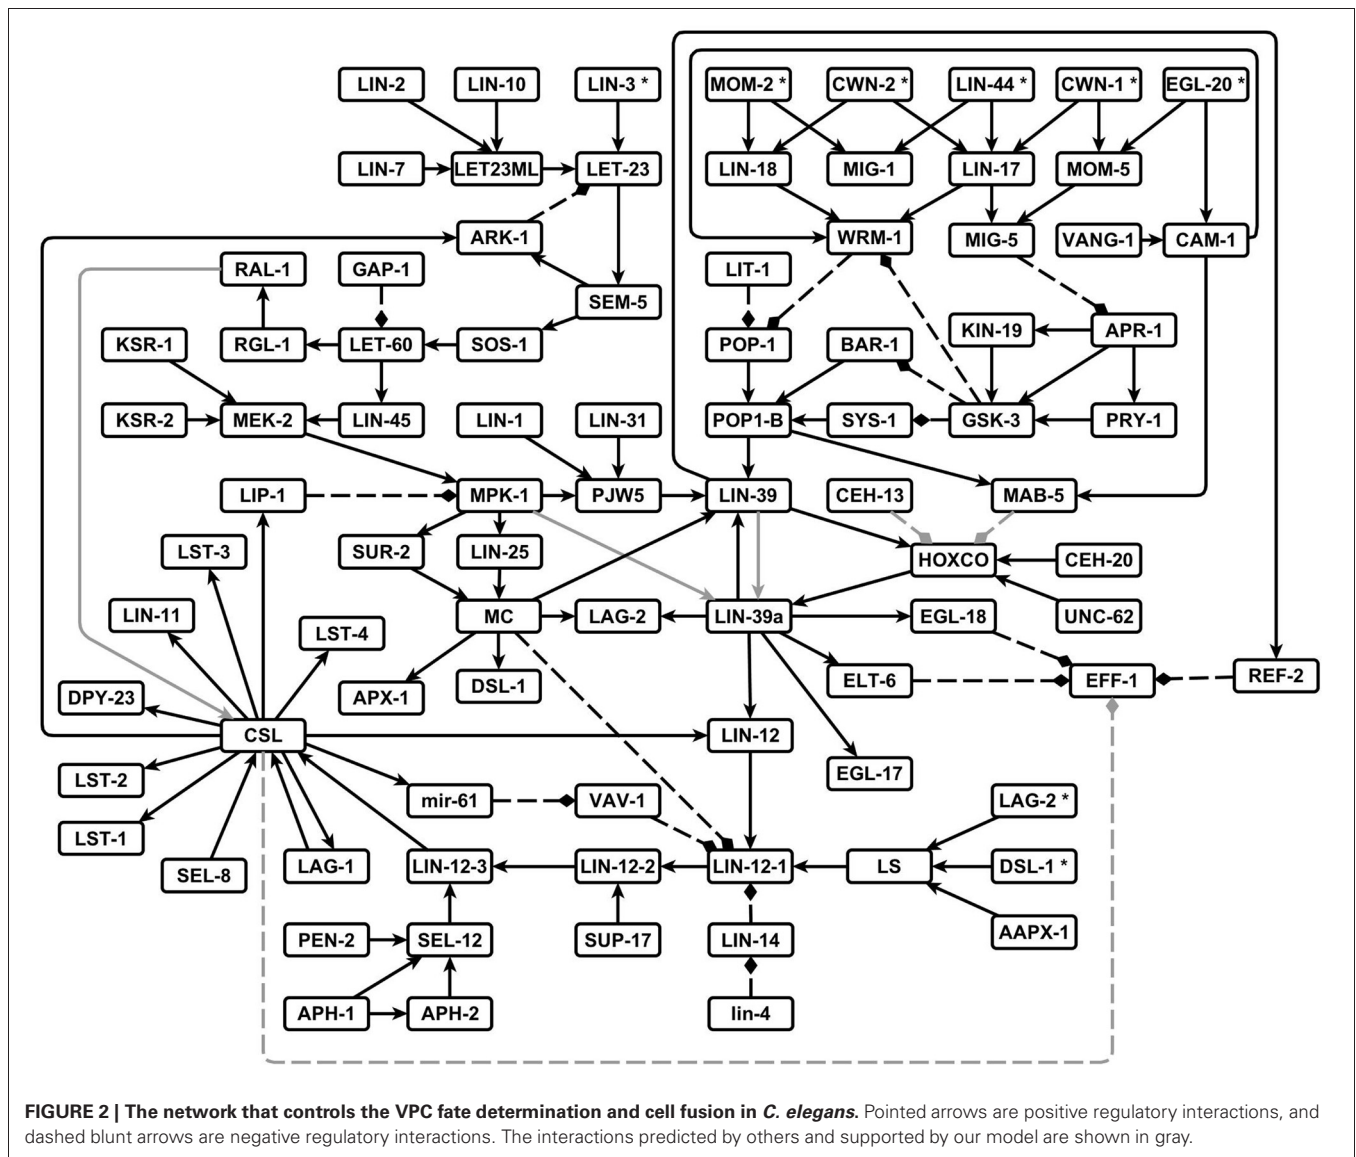 LIN-2 LIN-10 LIN-3 * MOM-2 * CWN-2 * LIN-44 * CWN-1 * EGL-20 *
LIN-7 LET23ML LET-23 LIN-18 MIG-1 LIN-17 MOM-5
ARK-1 WRM-1 MIG-5 VANG-1 CAM-1
RAL-1 GAP-1 LIT-1
SEM-5
KSR-1 RGL-1 LET-60 SOS-1 POP-1 BAR-1 KIN-19 APR-1
KSR-2 MEK-2 LIN-45 LIN-1 LIN-31 POP1-B SYS-1 GSK-3 PRY-1
LIP-1 MPK-1 PJW5 LIN-39 CEH-13 MAB-5
LST-3 SUR-2 LIN-25 HOXCO CEH-20
LIN-11 LST-4 MC LAG-2 LIN-39a EGL-18 UNC-62
DPY-23 APX-1 DSL-1 ELT-6 EFF-1 REF-2
CSL LIN-12
LST-2 EGL-17
mir-61 VAV-1 LAG-2 *
LST-1
SEL-8 LAG-1 LIN-12-3 LIN-12-2 LIN-12-1 LS DSL-1 *
PEN-2 SEL-12 SUP-17 LIN-14 AAPX-1
APH-1 APH-2 lin-4
FIGURE 2 | The network that controls the VPC fate determination and cell fusion in C. elegans. Pointed arrows are positive regulatory interactions, and
dashed blunt arrows are negative regulatory interactions. The interactions predicted by others and supported by our model are shown in gray.